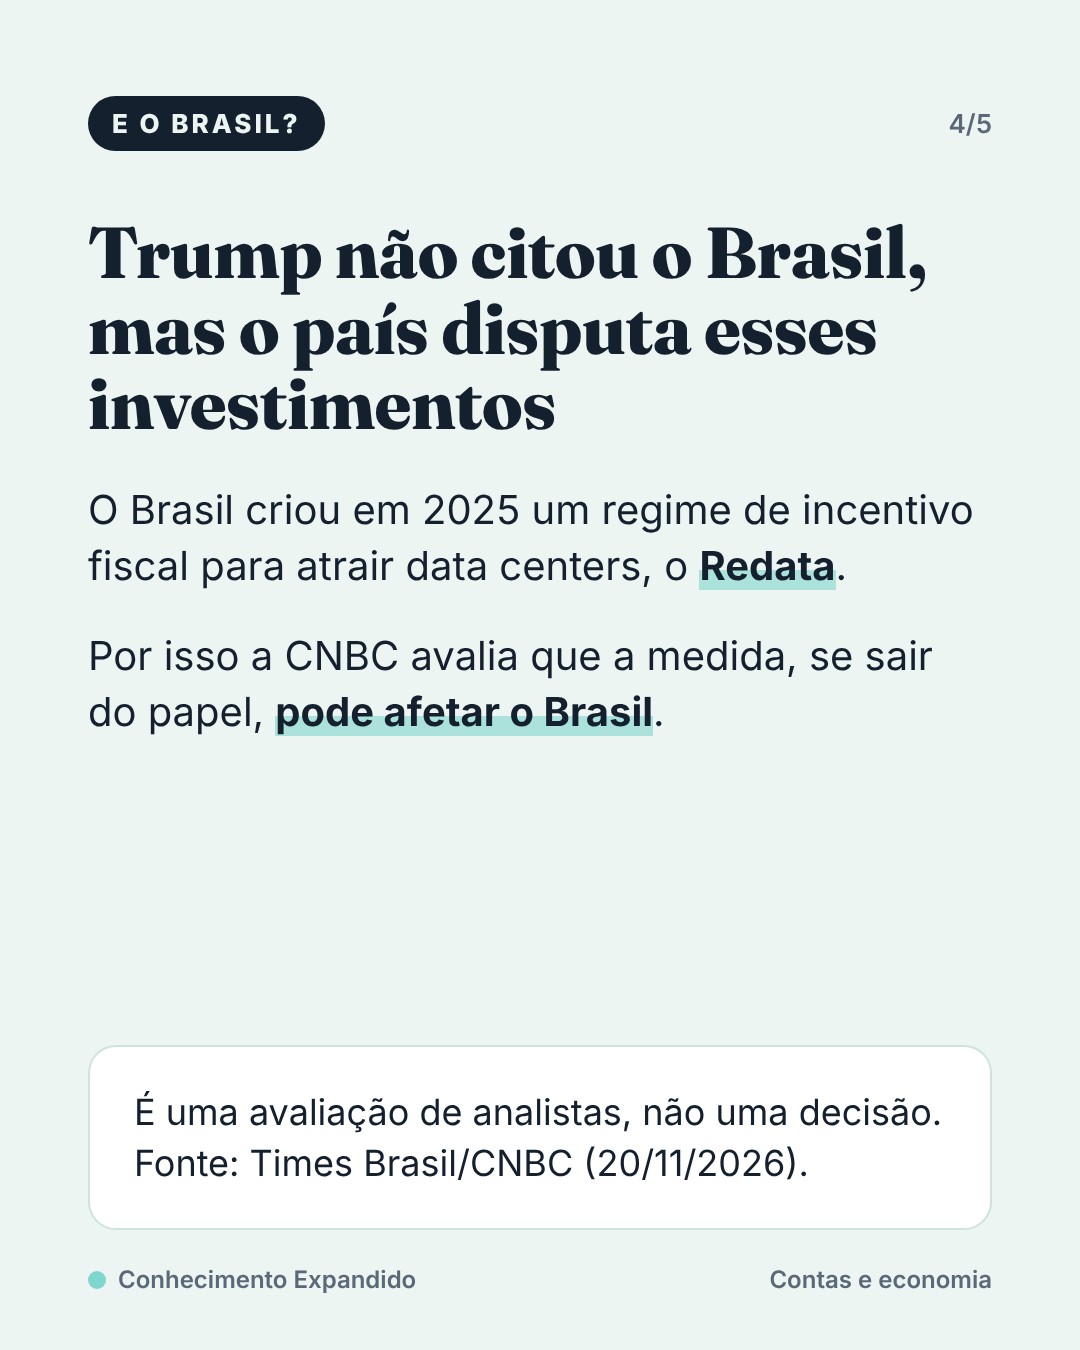 E O BRASIL?
4/5
Trump não citou o Brasil,
mas o país disputa esses
investimentos
O Brasil criou em 2025 um regime de incentivo
fiscal para atrair data centers, o Redata.
Por isso a CNBC avalia que a medida, se sair
do papel, pode afetar o Brasil.
É uma avaliação de analistas, não uma decisão.
Fonte: Times Brasil/CNBC (20/11/2026).
Conhecimento Expandido
Contas e economia